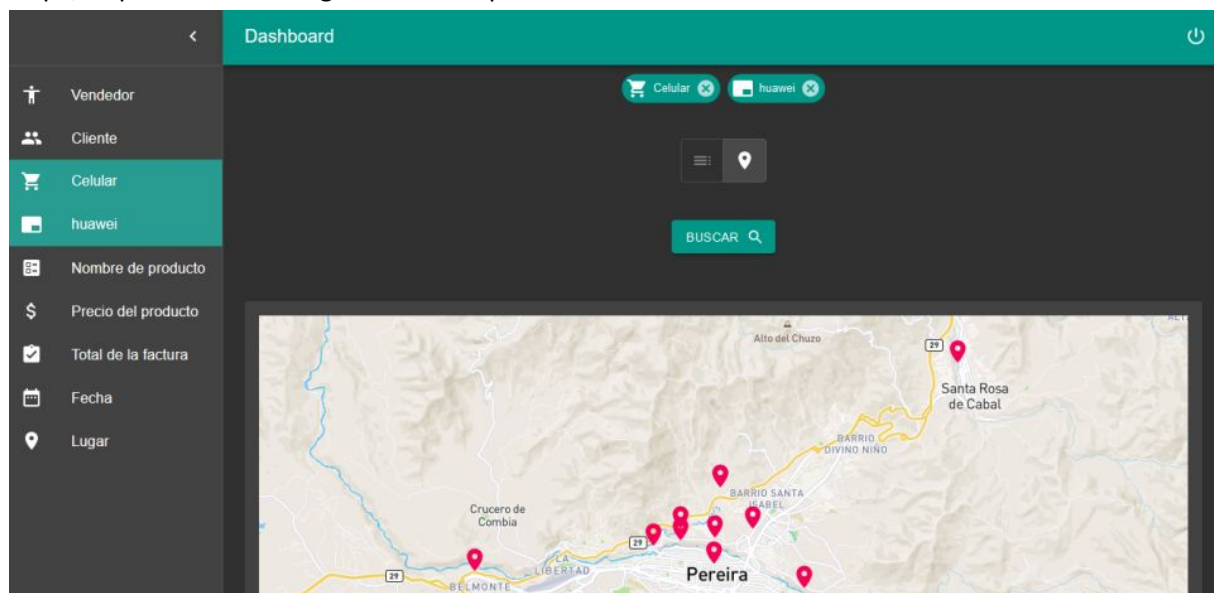 Dashboard
Celular
huawei
BUSCAR
Vendedor
Cliente
Celular
huawei
Nombre de producto
Precio del producto
Total de la factura
Fecha
Lugar
Alto del Chuzo
29
Santa Rosa
de Cabal
BARRIO
DIVINO NIÑO
BARRIO SANTA
ISABEL
Crucero de
Combia
29
LA
LIBERTAD
29
Pereira
BELMONTE